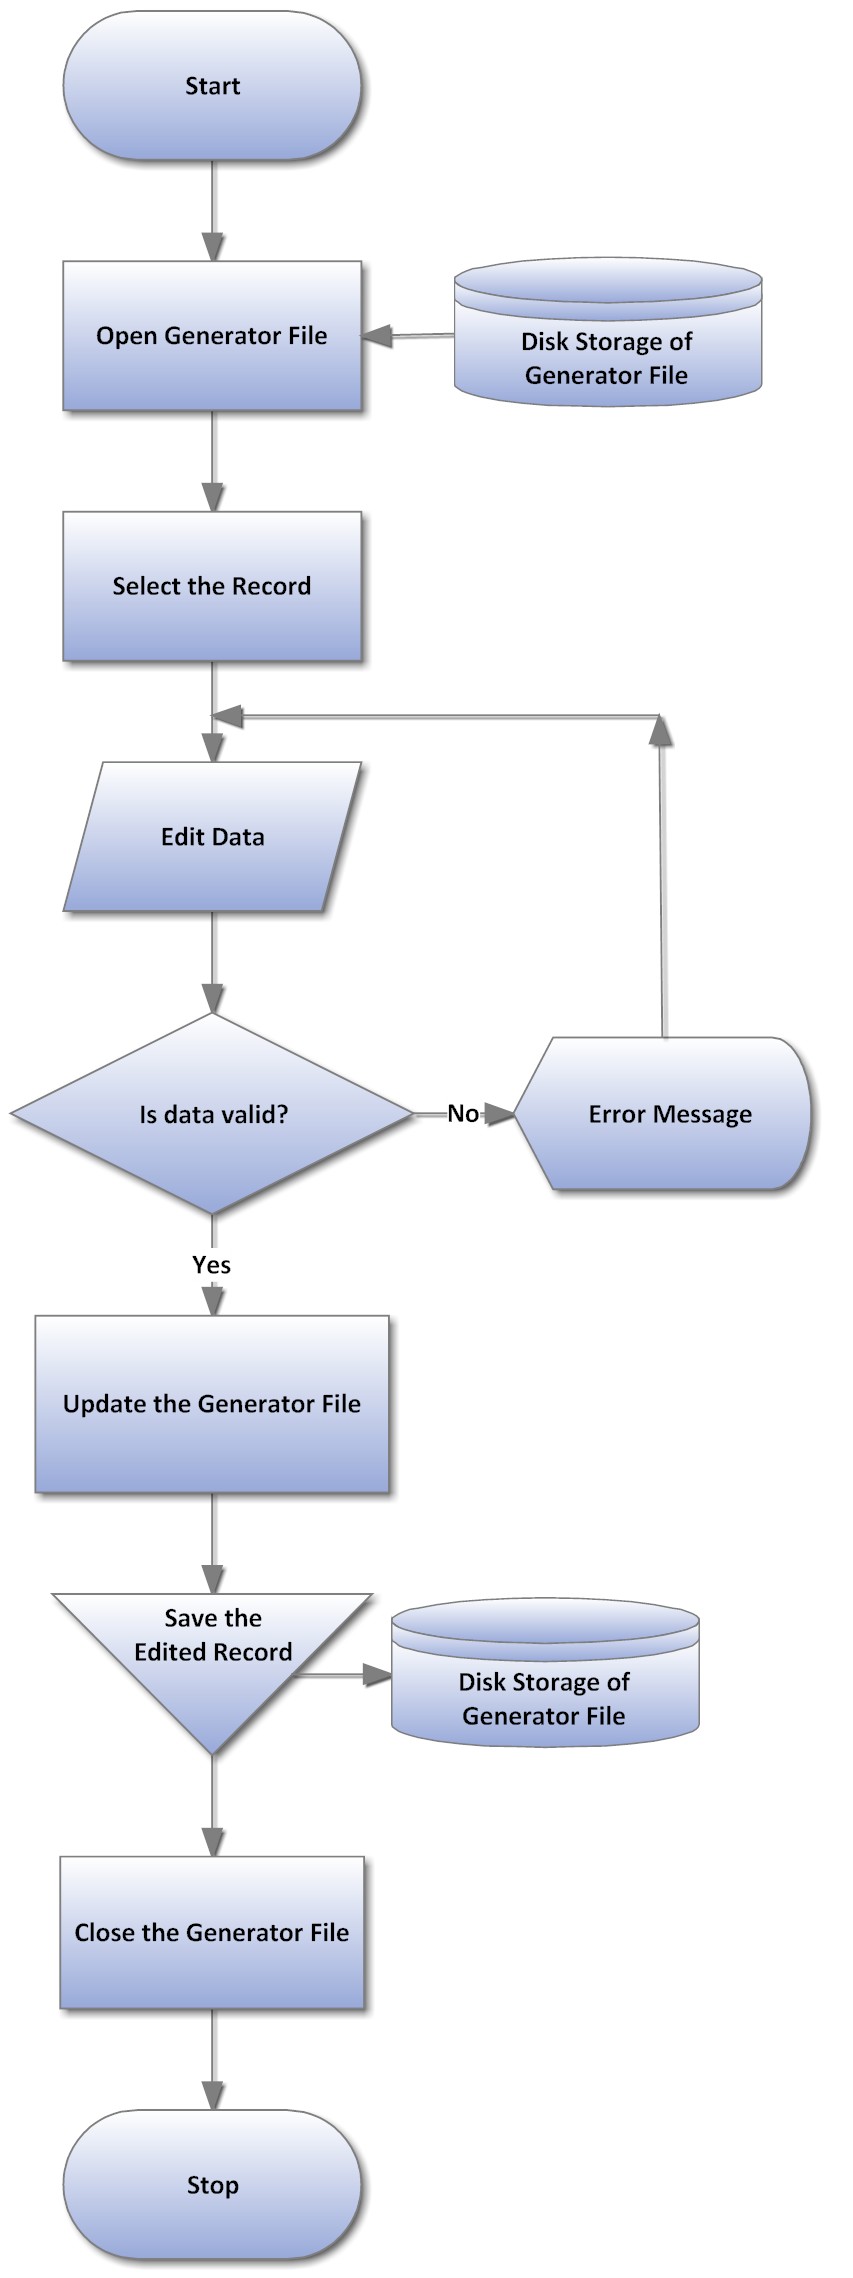 Start
Open Generator File
Disk Storage of
Generator File
Select the Record
Edit Data
Is data valid?
No
Error Message
Yes
Update the Generator File
Save the
Edited Record
Disk Storage of
Generator File
Close the Generator File
Stop